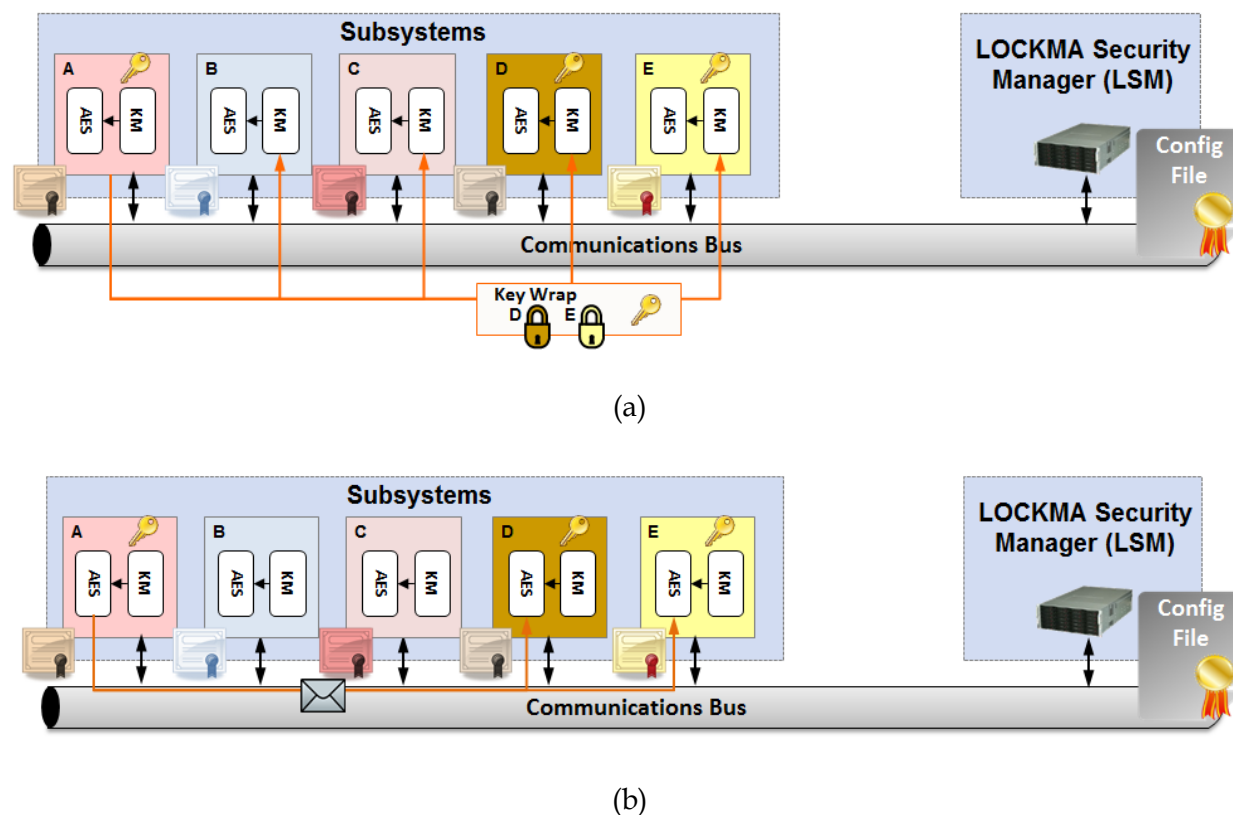 Subsystems
A
B
C
D
E
AES
KM
AES
KM
AES
KM
AES
KM
AES
KM
LOCKMA Security
Manager (LSM)
Config
File
Communications Bus
Key Wrap
D
E
(a)
Subsystems
A
B
C
D
E
AES
KM
AES
KM
AES
KM
AES
KM
AES
KM
LOCKMA Security
Manager (LSM)
Config
File
Communications Bus
(b)